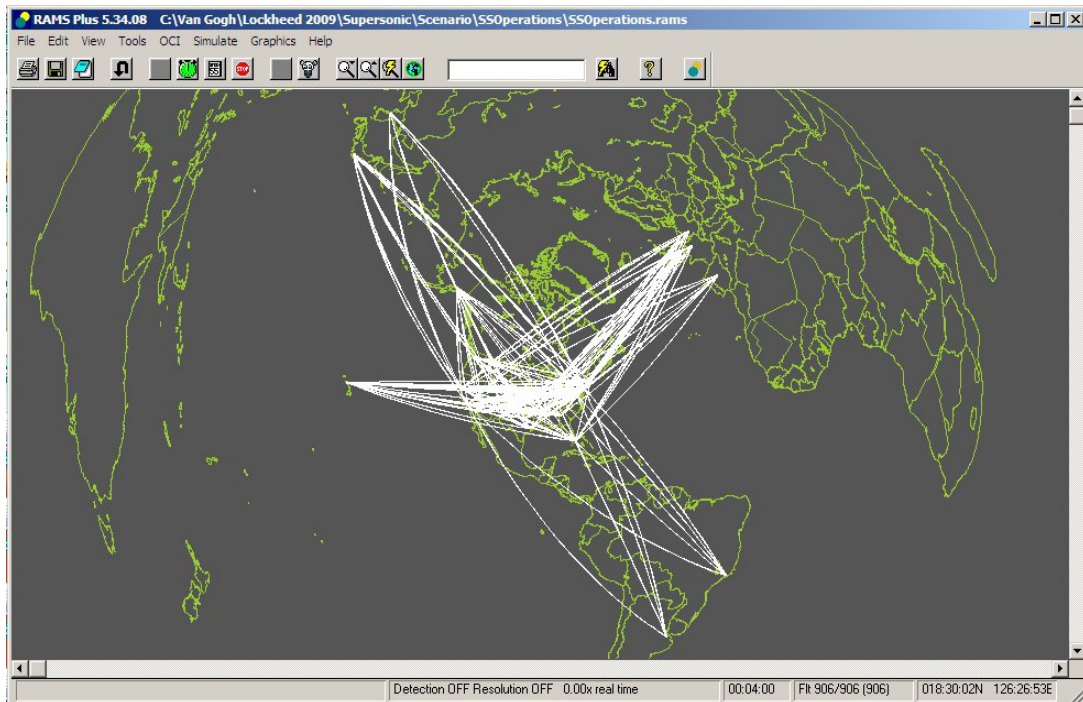 RAMS Plus 5.34.08 C:\Van Gogh\Lockheed 2009\Supersonic\Scenario\SSOperations\SSOperations.rams
File Edit View Tools OCI Simulate Graphics Help
STOP
?
Detection OFF Resolution OFF 0.00x real time 00:04:00 Flt 906/906 (906) 018:30:02N 126:26:53E